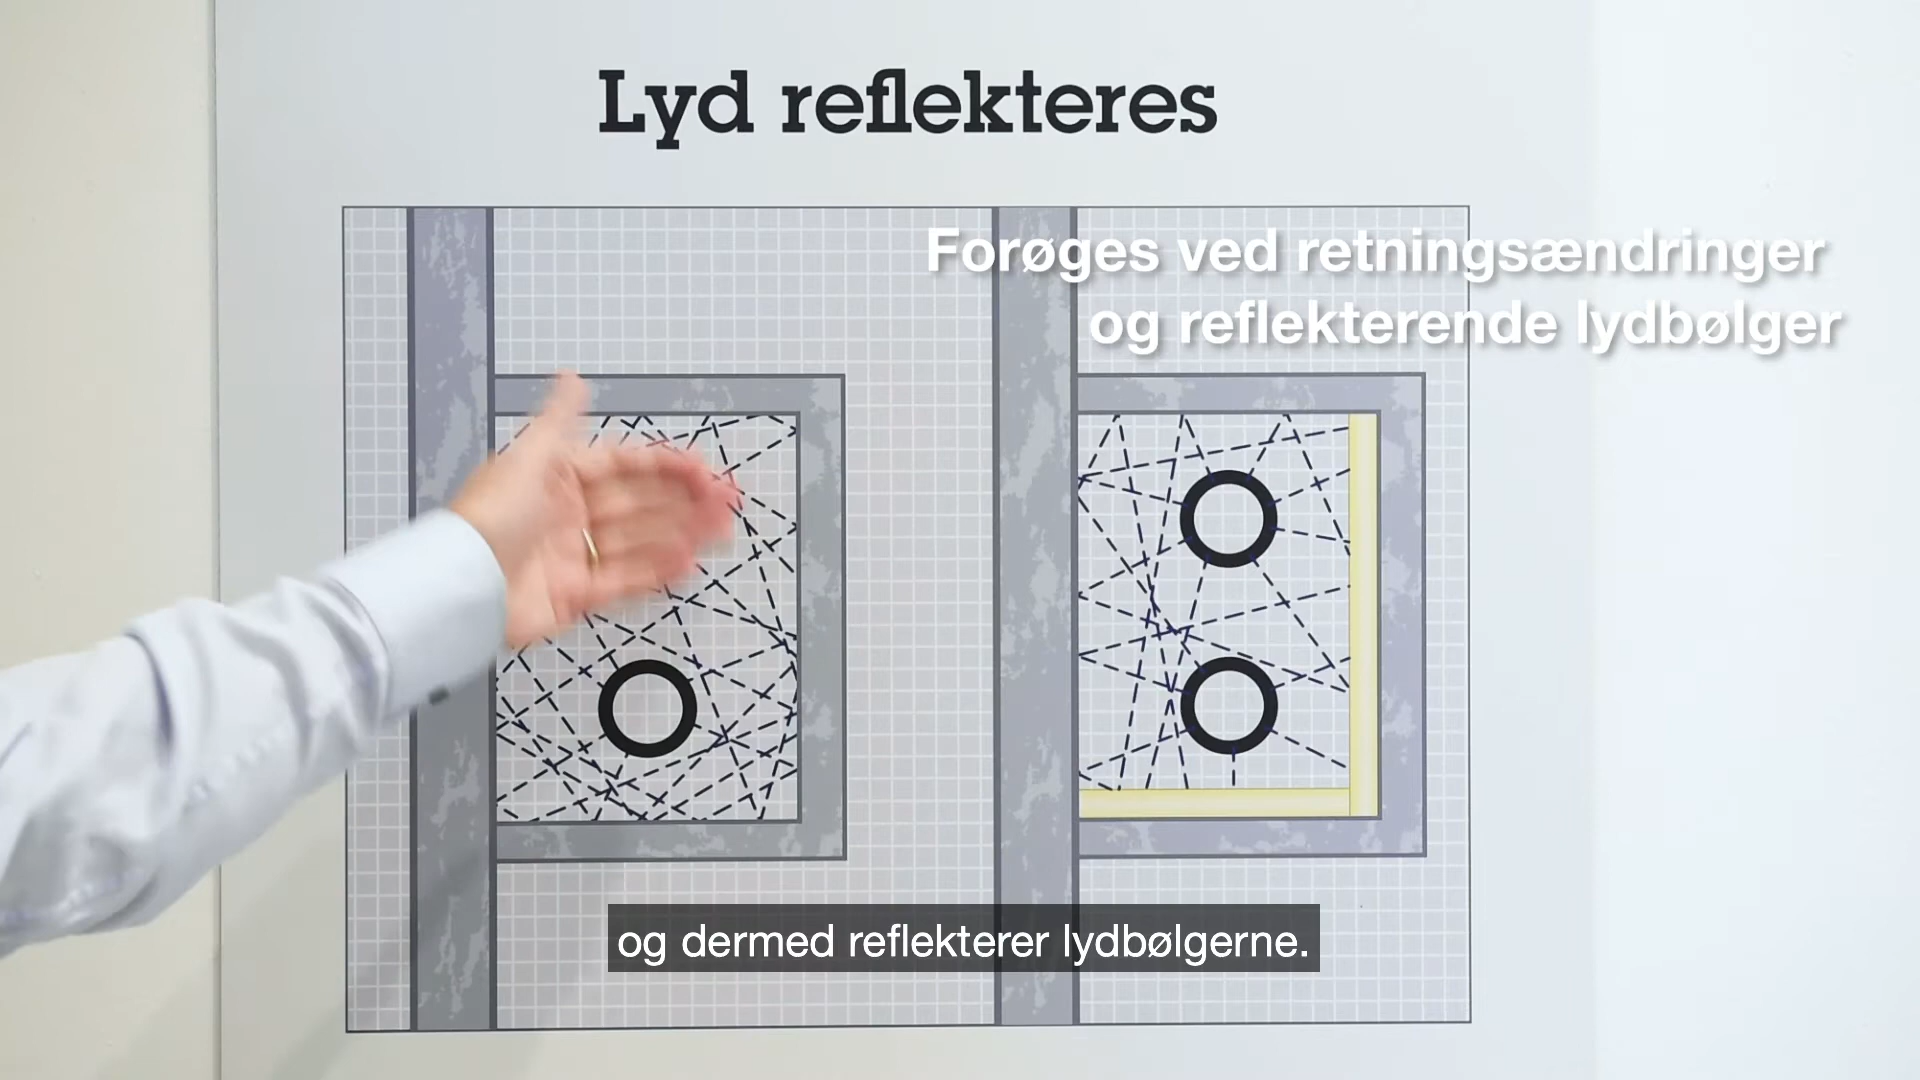 Lyd reflekteres
Forøges ved retningsændringer
og reflekterende lydbølger
og dermed reflekterer lydbølgerne.